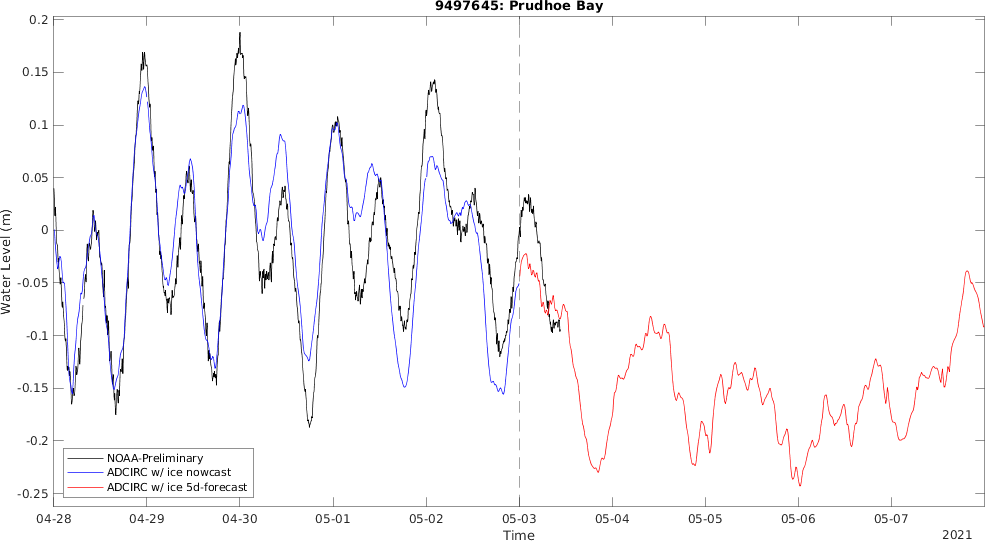 9497645: Prudhoe Bay
0.2
0.15
0.1
0.05
0
-0.05
-0.1
-0.15
-0.2
-0.25
Water Level (m)
NOAA-Preliminary
ADCIRC w/ ice nowcast
ADCIRC w/ ice 5d-forecast
04-28 04-29 04-30 05-01 05-02 05-03 05-04 05-05 05-06 05-07
Time
2021